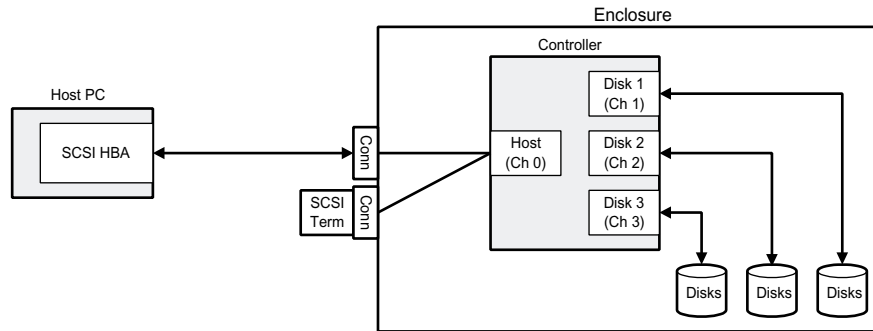 Enclosure
Controller
Host PC
Disk 1
(Ch 1)
SCSI HBA
Conn
Host
(Ch 0)
Disk 2
(Ch 2)
SCSI
Term
Conn
Disk 3
(Ch 3)
Disks
Disks
Disks